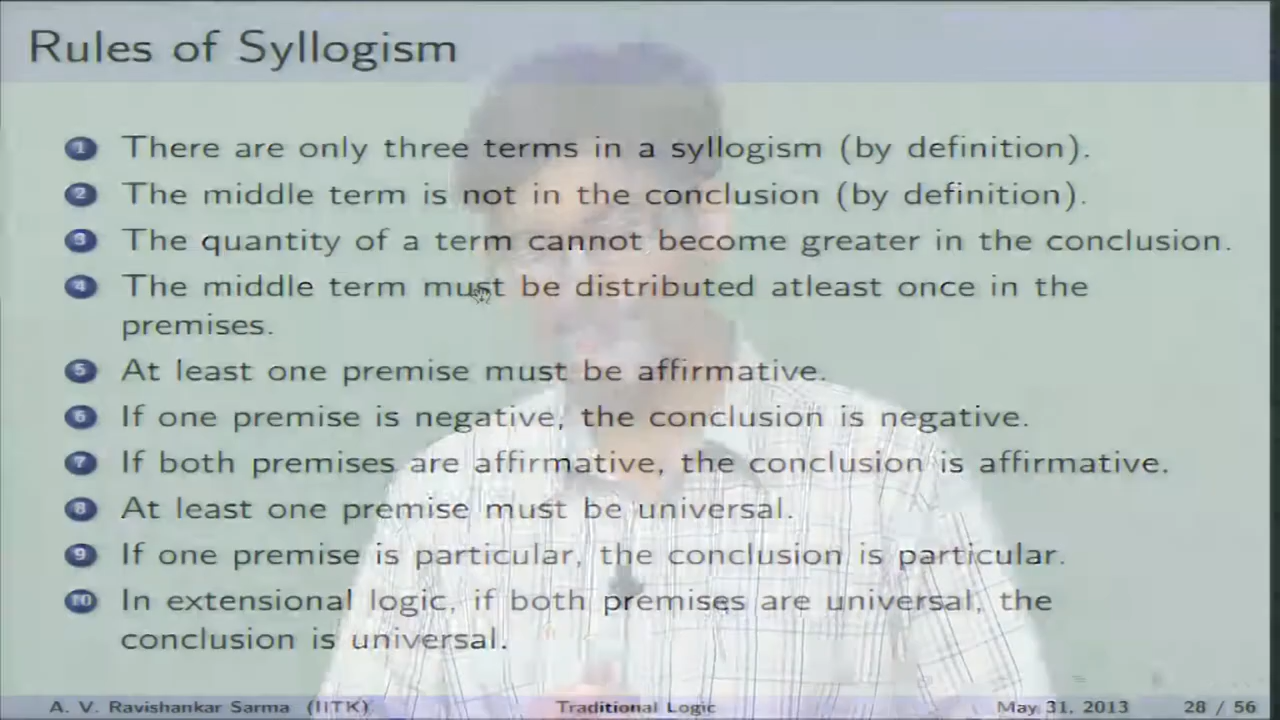 Rules of Syllogism
1 There are only three terms in a syllogism (by definition).
2 The middle term is not in the conclusion (by definition).
3 The quantity of a term cannot become greater in the conclusion.
4 The middle term must be distributed atleast once in the
premises.
5 At least one premise must be affirmative.
6 If one premise is negative, the conclusion is negative.
7 If both premises are affirmative, the conclusion is affirmative.
8 At least one premise must be universal.
9 If one premise is particular, the conclusion is particular.
10 In extensional logic, if both premises are universal, the
conclusion is universal.
A. V. Ravishankar Sarma (IITK) Traditional Logic May 31, 2013 28 / 56